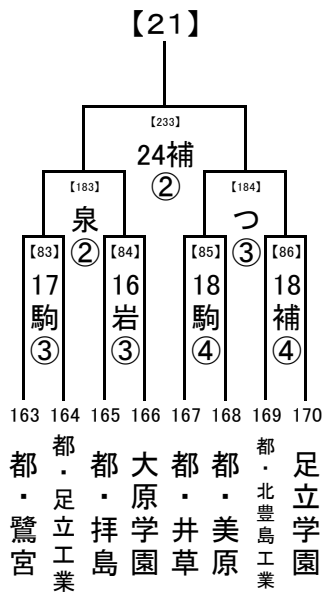 【21】
【233】
24補
②
【183】
泉
②
【184】
つ
③
【83】
17
駒
③
【84】
16
岩
③
【85】
18
駒
④
【86】
18
補
④
163 164 165 166 167 168 169 170
都・鷺宮
都・足立工業
都・拝島
大原学園
都・井草
都・美原
都・北豊島工業
足立学園